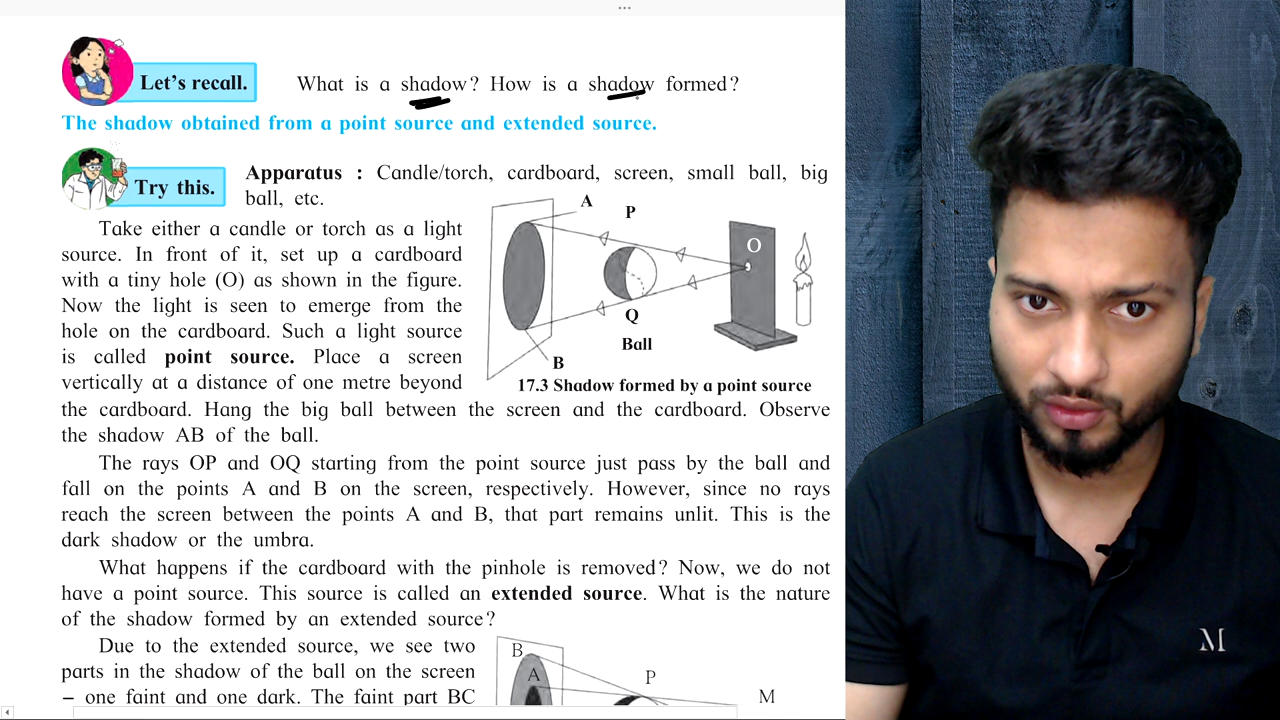 Let's recall. What is a shadow? How is a shadow formed?
The shadow obtained from a point source and extended source.
Try this. Apparatus : Candle/torch, cardboard, screen, small ball, big
ball, etc.
Take either a candle or torch as a light
source. In front of it, set up a cardboard
with a tiny hole (O) as shown in the figure.
Now the light is seen to emerge from the
hole on the cardboard. Such a light source
is called point source. Place a screen
vertically at a distance of one metre beyond
A
P
O
Q
Ball
B
17.3 Shadow formed by a point source
the cardboard. Hang the big ball between the screen and the cardboard. Observe
the shadow AB of the ball.
The rays OP and OQ starting from the point source just pass by the ball and
fall on the points A and B on the screen, respectively. However, since no rays
reach the screen between the points A and B, that part remains unlit. This is the
dark shadow or the umbra.
What happens if the cardboard with the pinhole is removed? Now, we do not
have a point source. This source is called an extended source. What is the nature
of the shadow formed by an extended source?
Due to the extended source, we see two
parts in the shadow of the ball on the screen
– one faint and one dark. The faint part BC
B
A
P
M
M